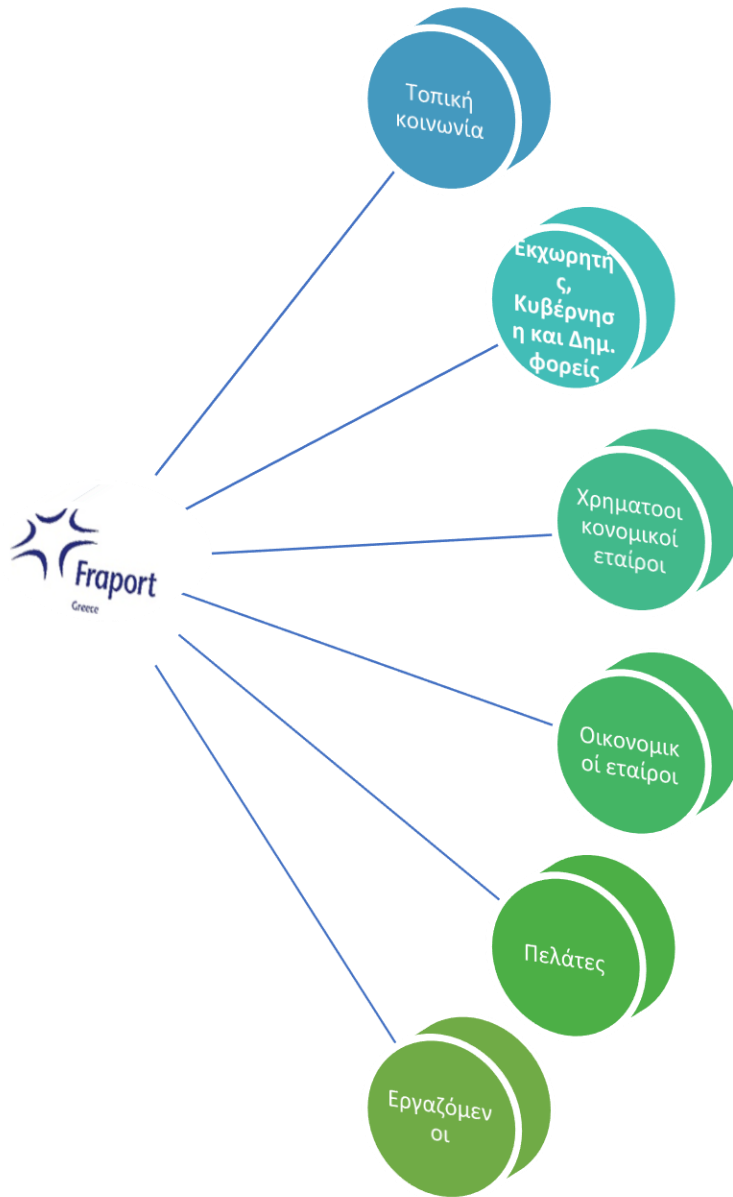 Τοπική
κοινωνία
Εκχωρητή
ς,
Κυβέρνησ
η και Δημ.
φορείς
Χρηματοοι
κονομικοί
εταίροι
Fraport
Greece
Οικονομικ
οί εταίροι
Πελάτες
Εργαζόμεν
οι